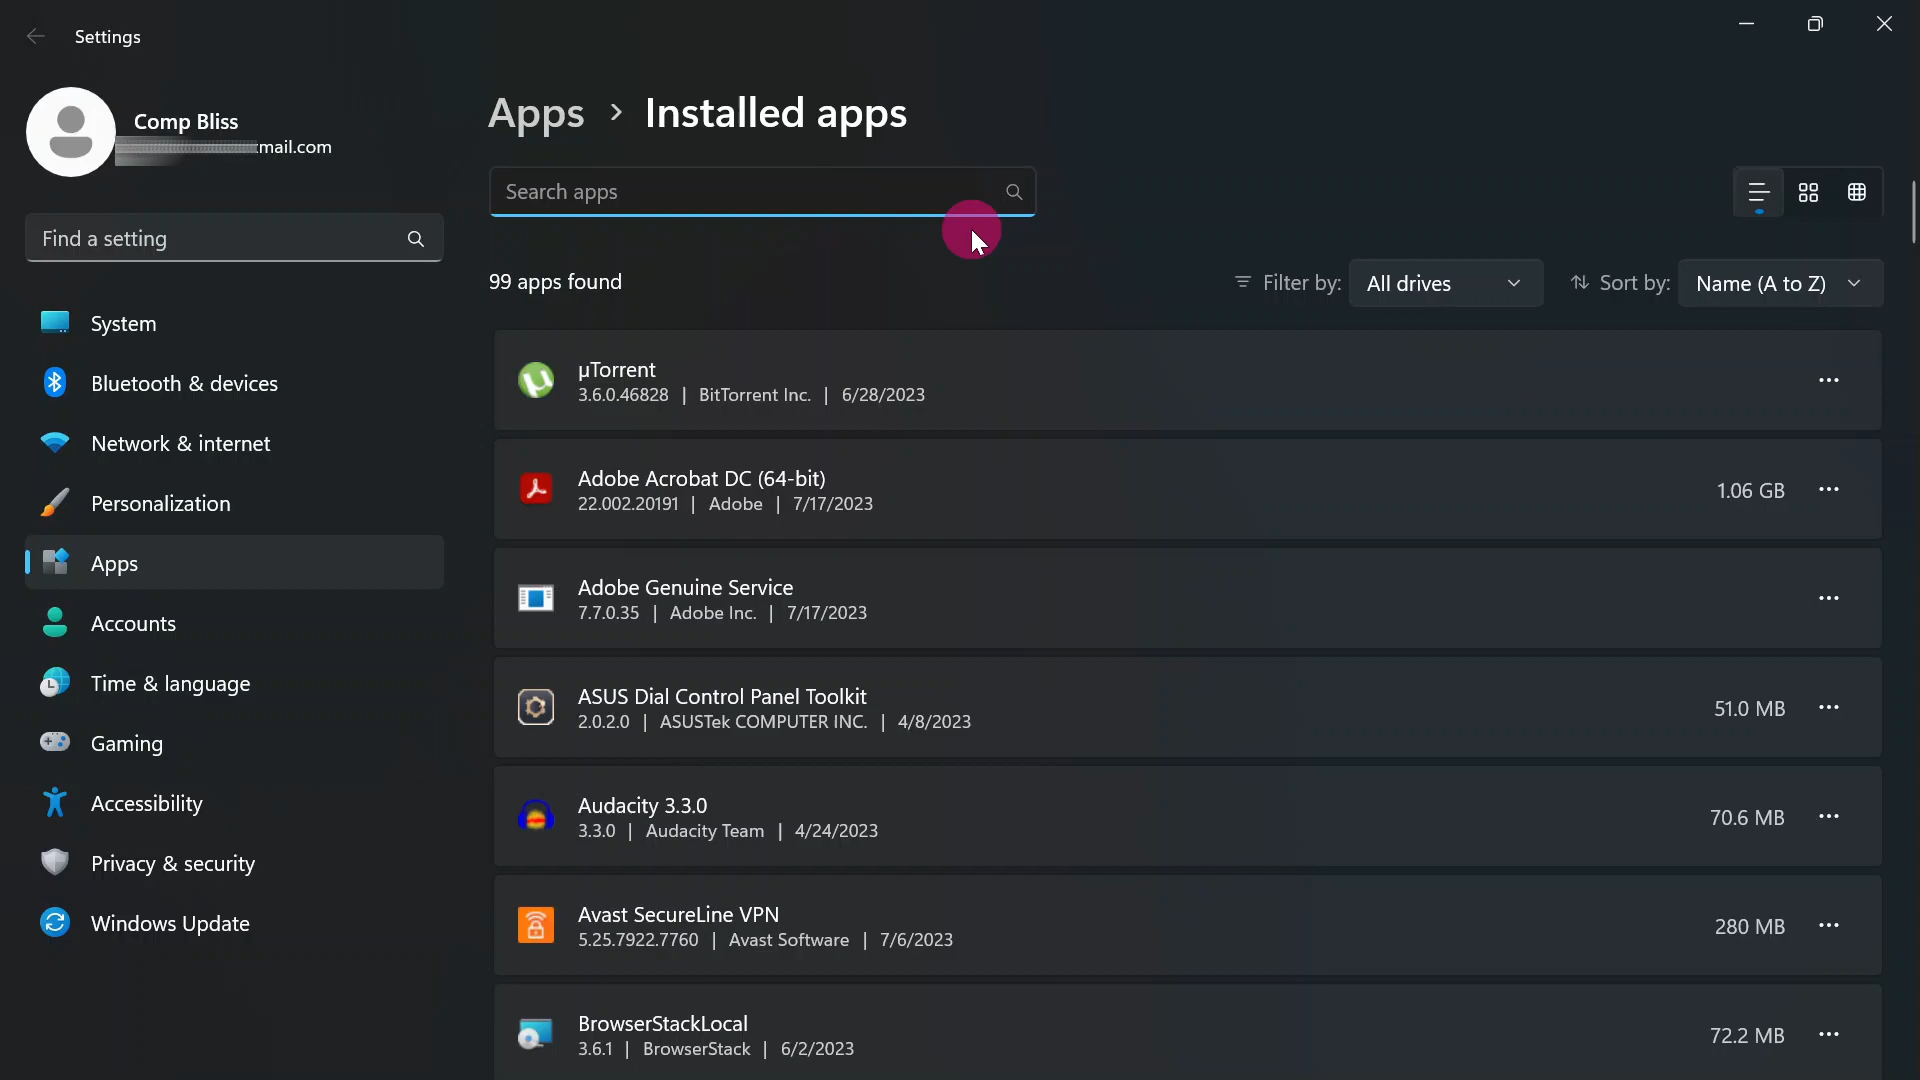 Settings
Comp Bliss
mail.com
Find a setting
System
Bluetooth & devices
Network & internet
Personalization
Apps
Accounts
Time & language
Gaming
Accessibility
Privacy & security
Windows Update
Apps > Installed apps
Search apps
99 apps found
Filter by: All drives
Sort by: Name (A to Z)
µTorrent
3.6.0.46828 | BitTorrent Inc. | 6/28/2023
Adobe Acrobat DC (64-bit)
22.002.20191 | Adobe | 7/17/2023
1.06 GB
Adobe Genuine Service
7.7.0.35 | Adobe Inc. | 7/17/2023
ASUS Dial Control Panel Toolkit
2.0.2.0 | ASUSTek COMPUTER INC. | 4/8/2023
51.0 MB
Audacity 3.3.0
3.3.0 | Audacity Team | 4/24/2023
70.6 MB
Avast SecureLine VPN
5.25.7922.7760 | Avast Software | 7/6/2023
280 MB
BrowserStackLocal
3.6.1 | BrowserStack | 6/2/2023
72.2 MB